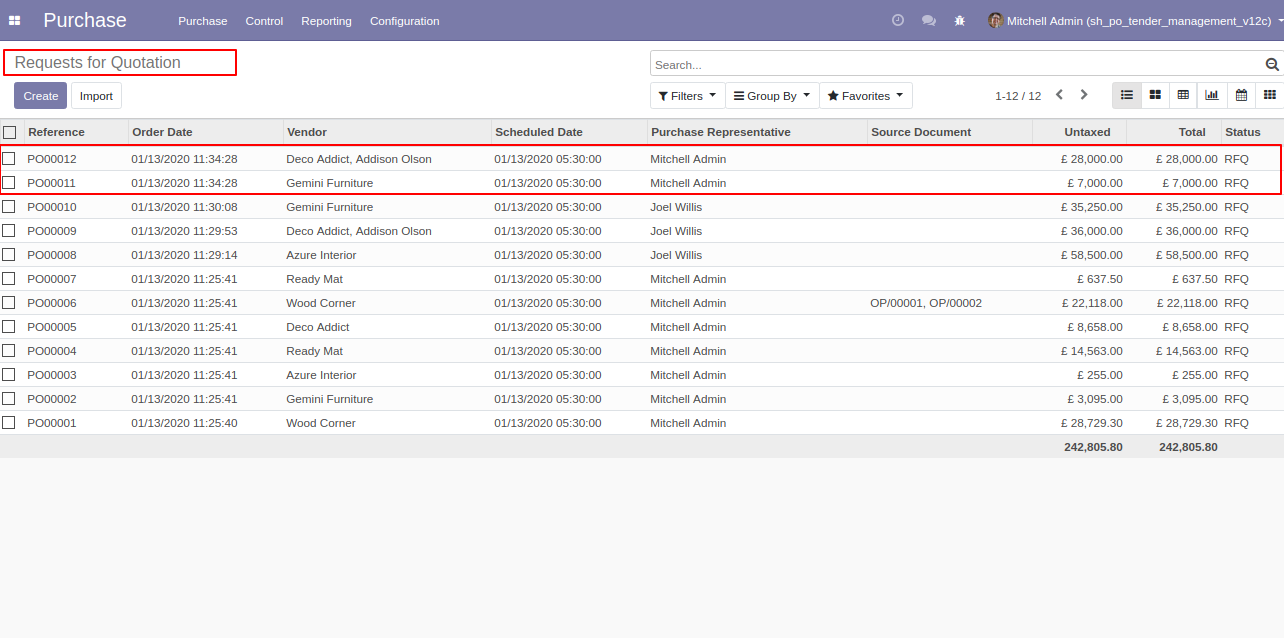 Purchase Purchase Control Reporting Configuration Mitchell Admin (sh_po_tender_management_v12c)
Requests for Quotation
Search...
Create Import Filters Group By Favorites 1-12 / 12
Reference Order Date Vendor Scheduled Date Purchase Representative Source Document Untaxed Total Status
PO00012 01/13/2020 11:34:28 Deco Addict, Addison Olson 01/13/2020 05:30:00 Mitchell Admin £ 28,000.00 £ 28,000.00 RFQ
PO00011 01/13/2020 11:34:28 Gemini Furniture 01/13/2020 05:30:00 Mitchell Admin £ 7,000.00 £ 7,000.00 RFQ
PO00010 01/13/2020 11:30:08 Gemini Furniture 01/13/2020 05:30:00 Joel Willis £ 35,250.00 £ 35,250.00 RFQ
PO00009 01/13/2020 11:29:53 Deco Addict, Addison Olson 01/13/2020 05:30:00 Joel Willis £ 36,000.00 £ 36,000.00 RFQ
PO00008 01/13/2020 11:29:14 Azure Interior 01/13/2020 05:30:00 Joel Willis £ 58,500.00 £ 58,500.00 RFQ
PO00007 01/13/2020 11:25:41 Ready Mat 01/13/2020 05:30:00 Mitchell Admin £ 637.50 £ 637.50 RFQ
PO00006 01/13/2020 11:25:41 Wood Corner 01/13/2020 05:30:00 Mitchell Admin OP/00001, OP/00002 £ 22,118.00 £ 22,118.00 RFQ
PO00005 01/13/2020 11:25:41 Deco Addict 01/13/2020 05:30:00 Mitchell Admin £ 8,658.00 £ 8,658.00 RFQ
PO00004 01/13/2020 11:25:41 Ready Mat 01/13/2020 05:30:00 Mitchell Admin £ 14,563.00 £ 14,563.00 RFQ
PO00003 01/13/2020 11:25:41 Azure Interior 01/13/2020 05:30:00 Mitchell Admin £ 255.00 £ 255.00 RFQ
PO00002 01/13/2020 11:25:41 Gemini Furniture 01/13/2020 05:30:00 Mitchell Admin £ 3,095.00 £ 3,095.00 RFQ
PO00001 01/13/2020 11:25:40 Wood Corner 01/13/2020 05:30:00 Mitchell Admin £ 28,729.30 £ 28,729.30 RFQ
242,805.80 242,805.80